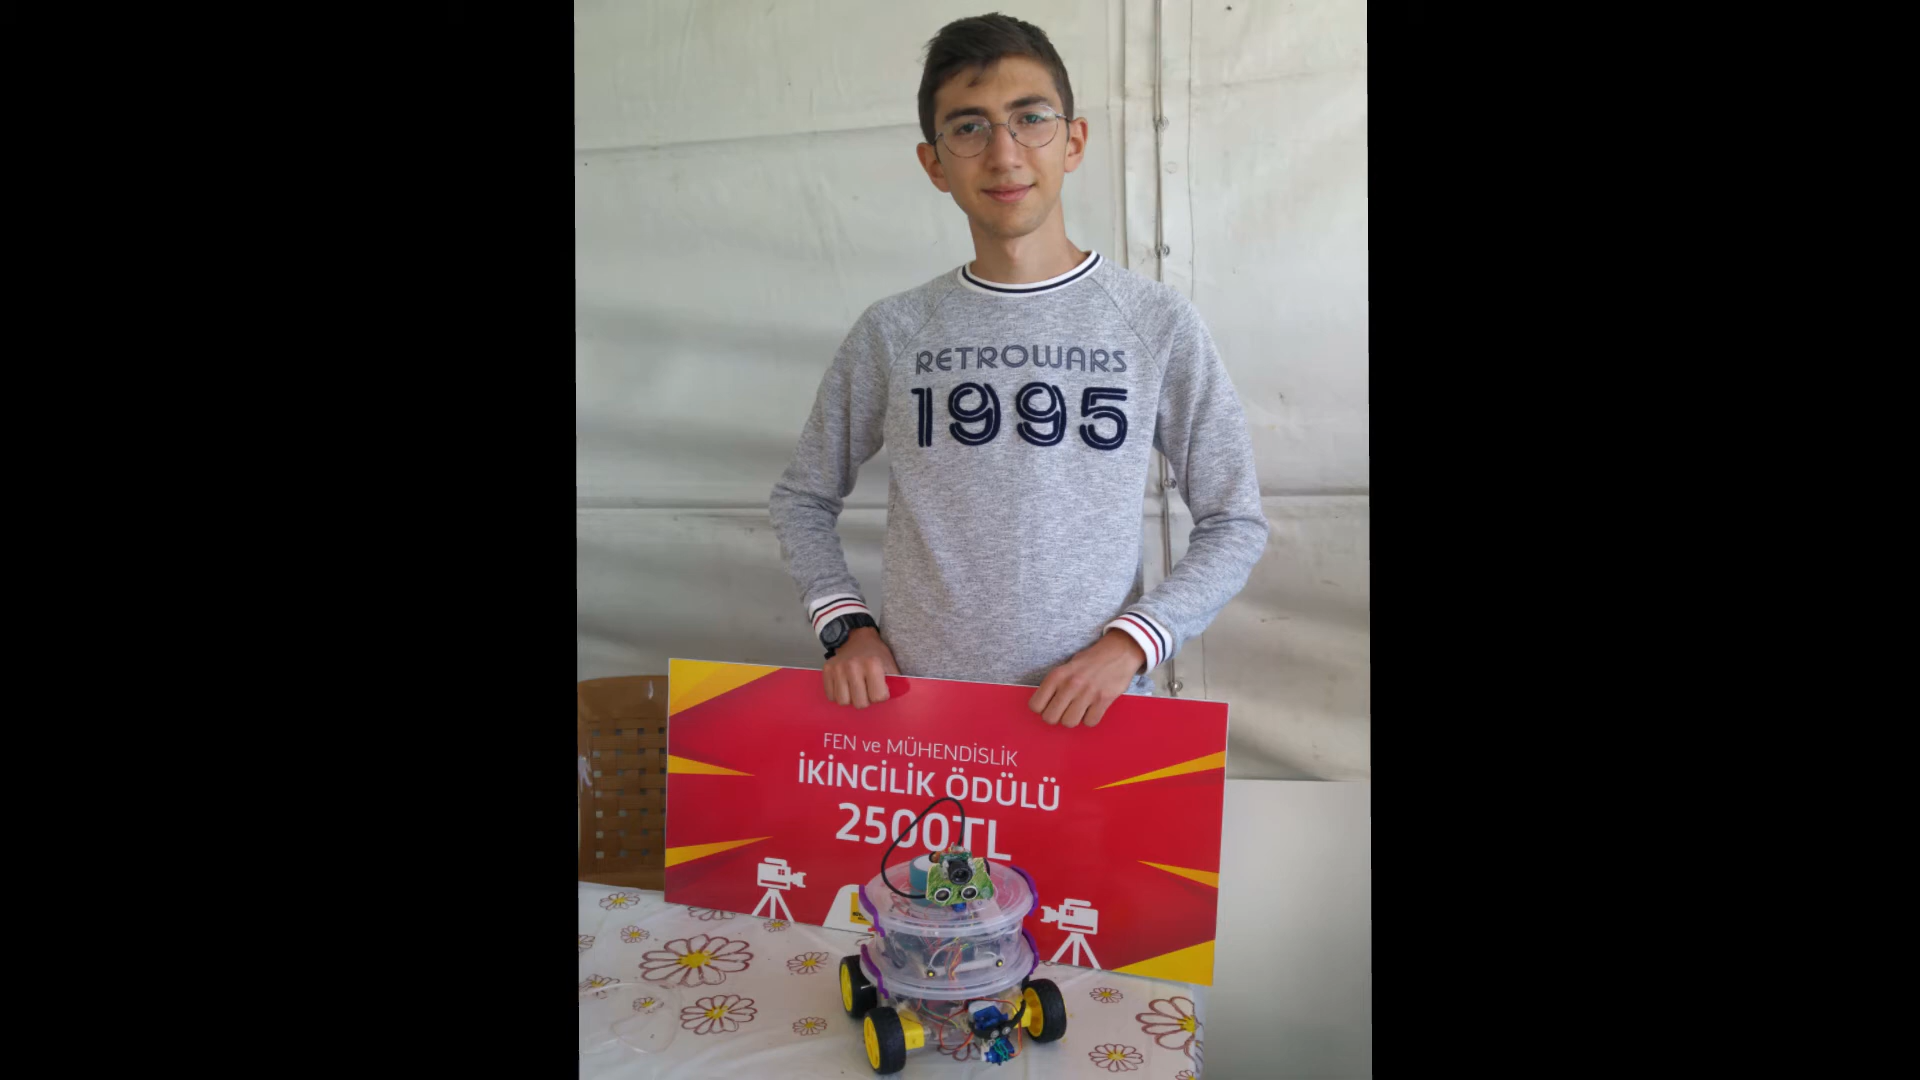 RETROWARS
1995
FEN ve MÜHENDİSLİK
İKİNCİLİK ÖDÜLÜ
2500TL